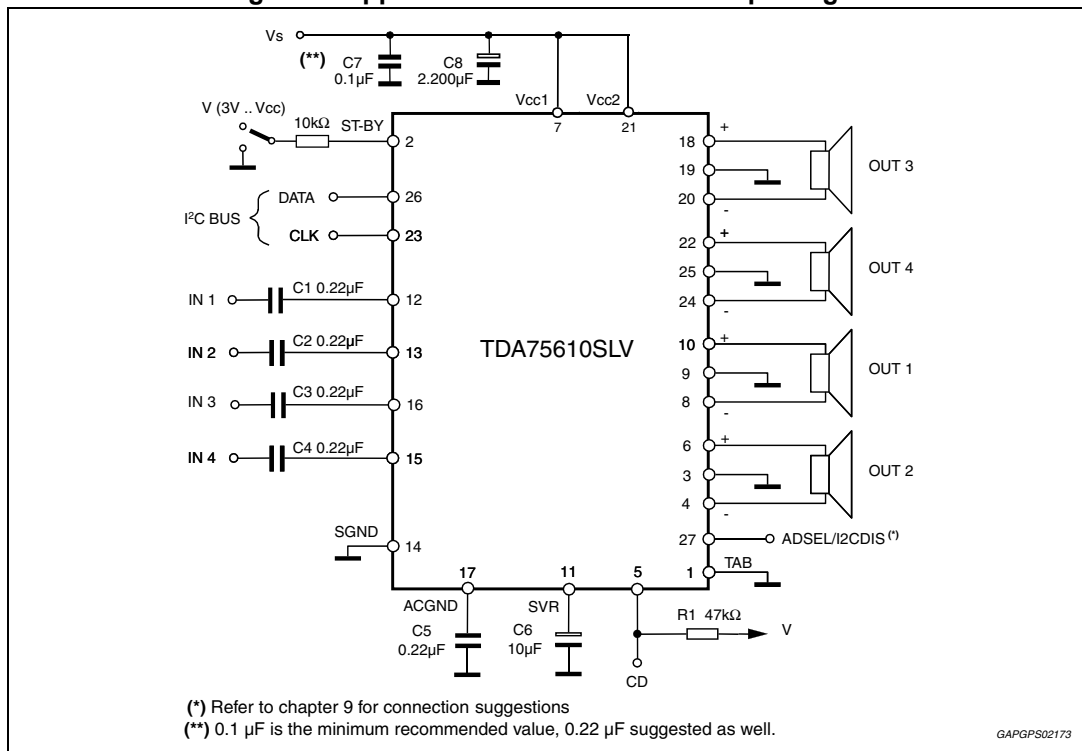 Vs
(**)
C7
0.1µF
C8
2.200µF
Vcc1
Vcc2
7
21
V (3V .. Vcc)
10kΩ
ST-BY
2
I²C BUS
DATA
26
CLK
23
IN 1
C1 0.22µF
12
IN 2
C2 0.22µF
13
IN 3
C3 0.22µF
16
IN 4
C4 0.22µF
15
SGND
14
TDA75610SLV
18
+
19
20
-
OUT 3
22
+
25
24
-
OUT 4
10
+
9
8
-
OUT 1
6
+
3
4
-
OUT 2
27
ADSEL/I2CDIS (*)
1
TAB
17
11
5
ACGND
SVR
C5
0.22µF
C6
10µF
R1 47kΩ
V
CD
(*) Refer to chapter 9 for connection suggestions
(**) 0.1 µF is the minimum recommended value, 0.22 µF suggested as well.
GAPGPS02173